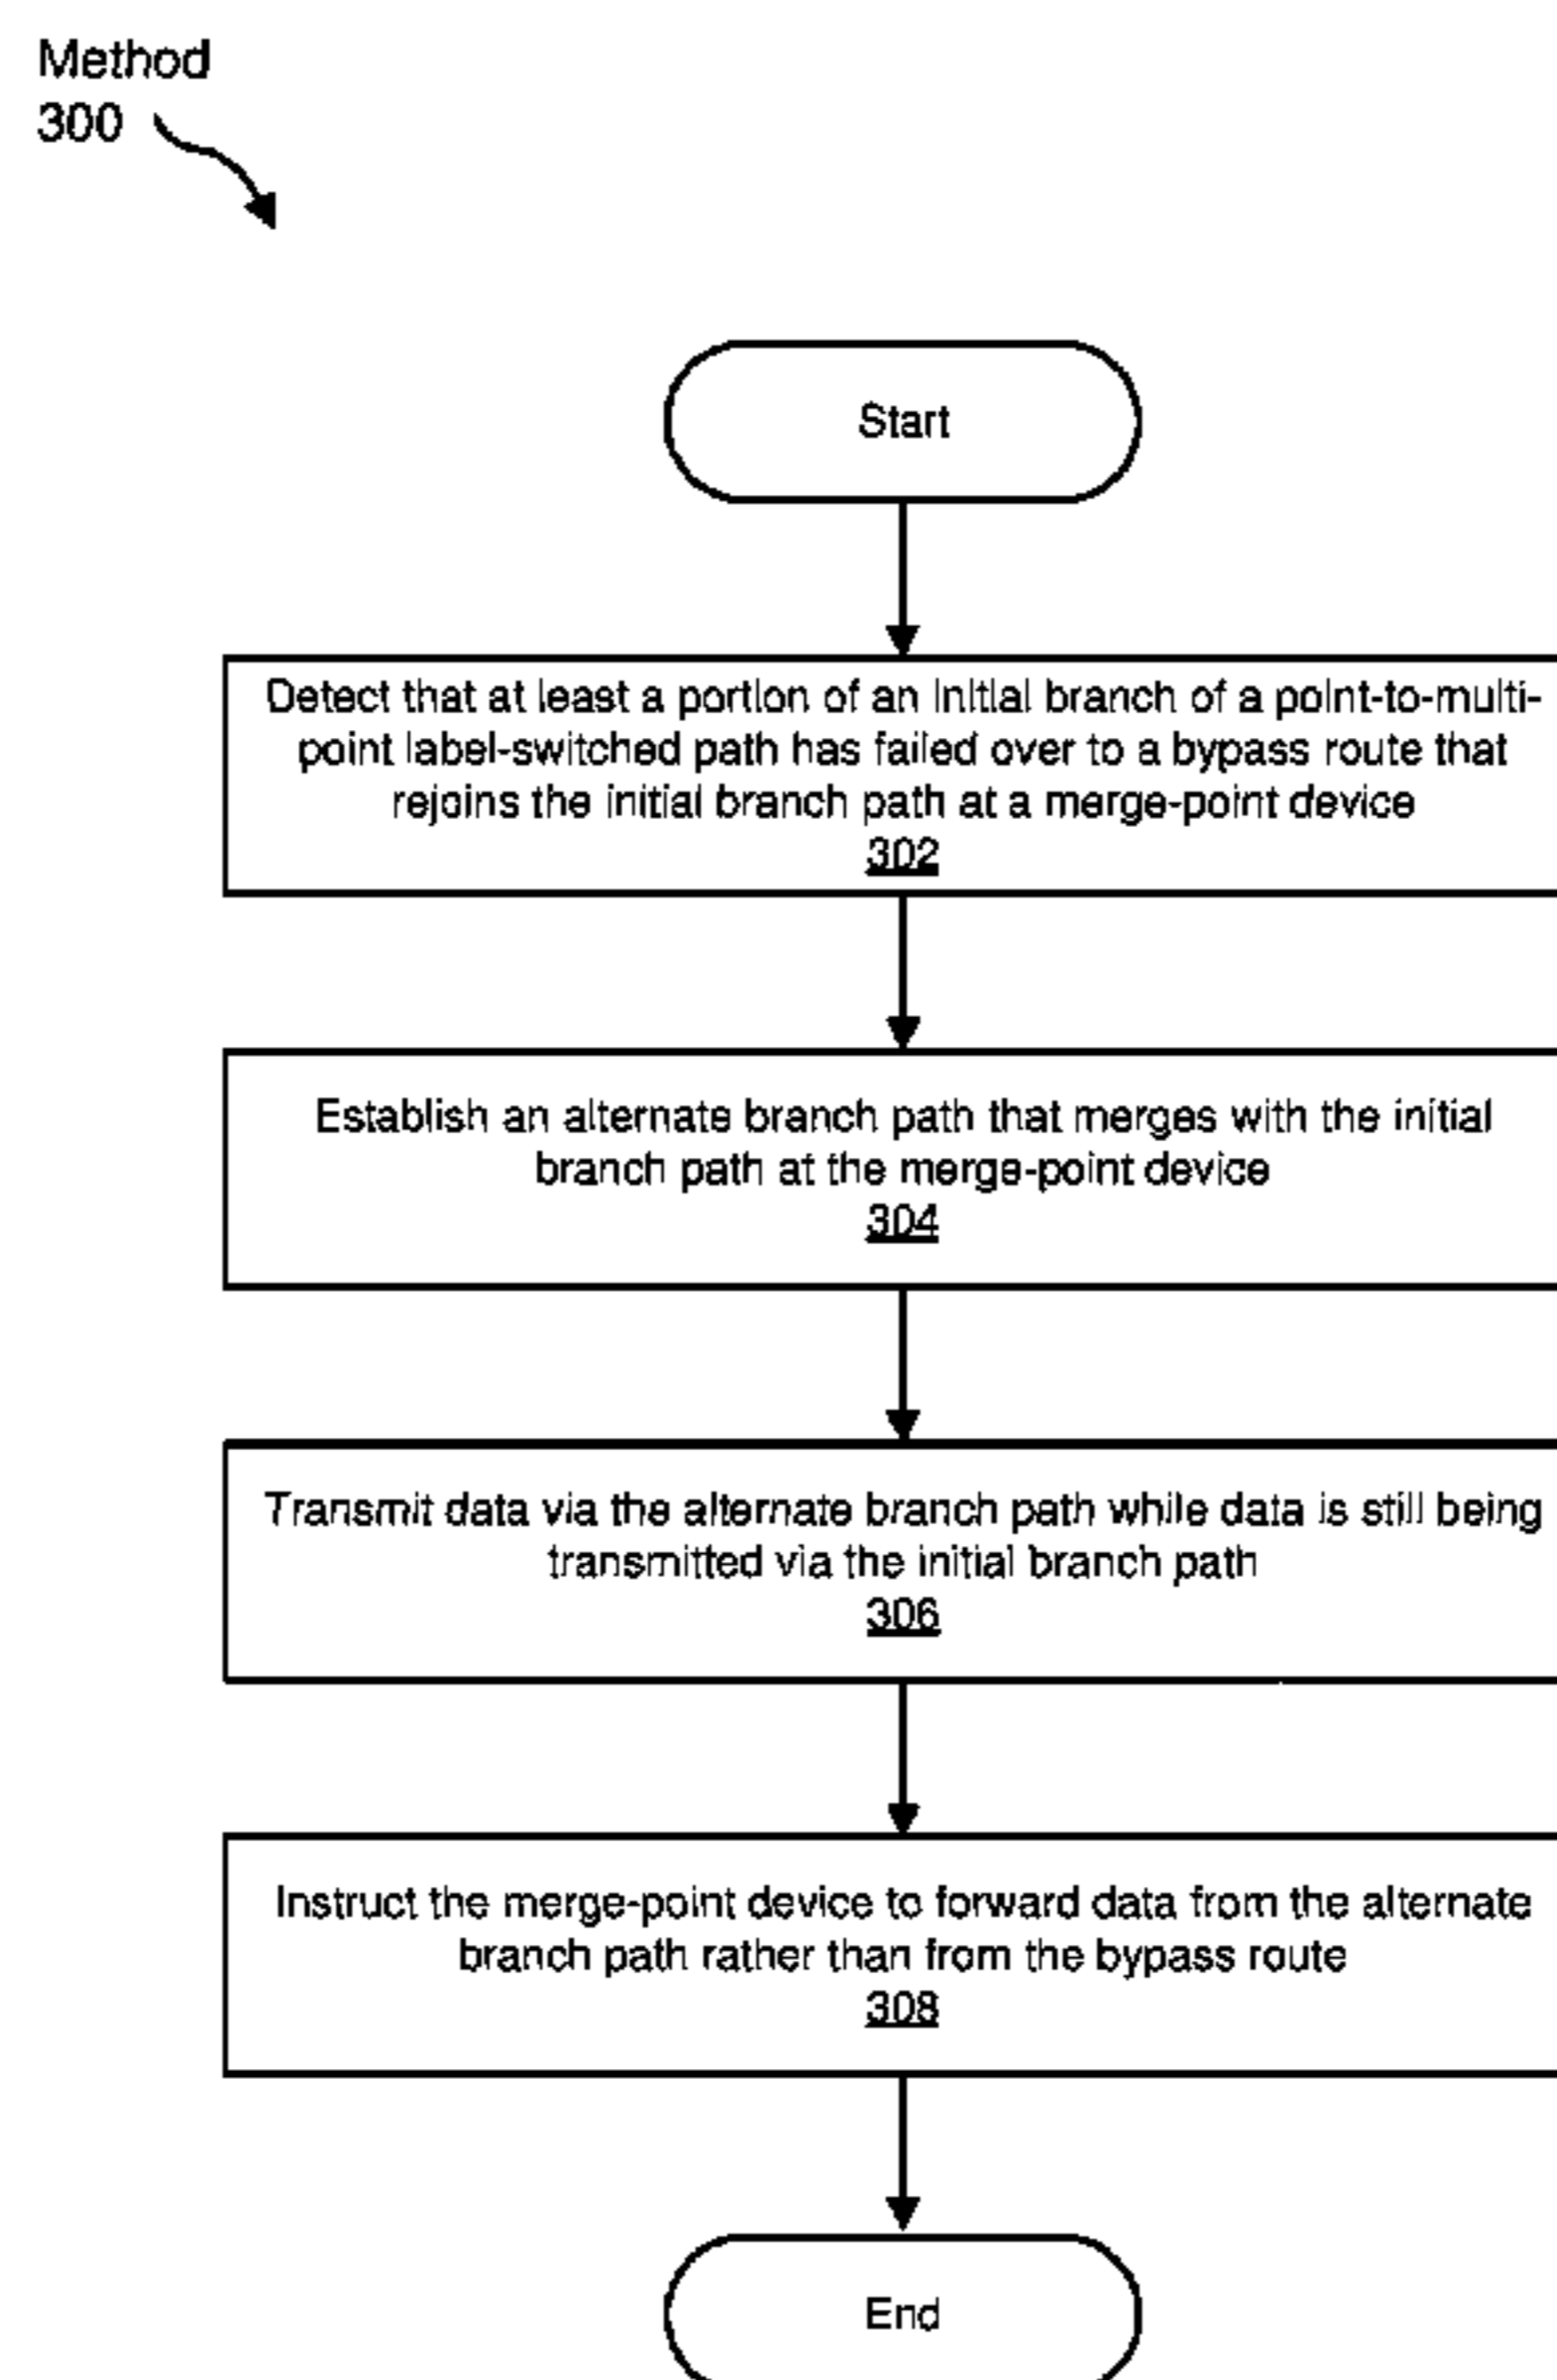 Method
300
Start
Detect that at least a portion of an initial branch of a point-to-multi-
point label-switched path has failed over to a bypass route that
rejoins the initial branch path at a merge-point device
302
Establish an alternate branch path that merges with the initial
branch path at the merge-point device
304
Transmit data via the alternate branch path while data is still being
transmitted via the initial branch path
306
Instruct the merge-point device to forward data from the alternate
branch path rather than from the bypass route
308
End